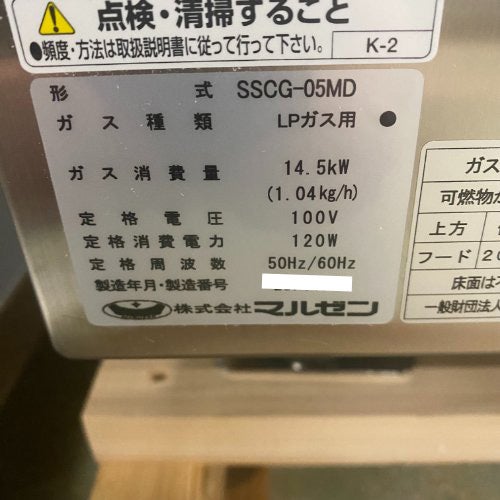 点検・清掃すること
●頻度・方法は取扱説明書に従って行って下さい。
K-2
形式 SSCG-05MD
ガス種類 LPガス用 ●
ガス消費量 14.5kW
(1.04kg/h)
定格電圧 100V
定格消費電力 120W
定格周波数 50Hz/60Hz
製造年月・製造番号
株式会社マルゼン
ガス
可燃物か
上方
フード 20
床面は不
一般財団法人